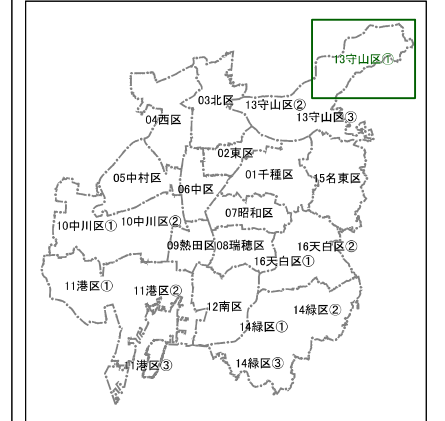 13守山区①
03北区
13守山区②
13守山区③
04西区
02東区
01千種区
05中村区
06中区
15名東区
07昭和区
10中川区①
10中川区②
09熱田区
08瑞穂区
16天白区②
16天白区①
11港区①
11港区②
12南区
14緑区②
14緑区①
11港区③
14緑区③